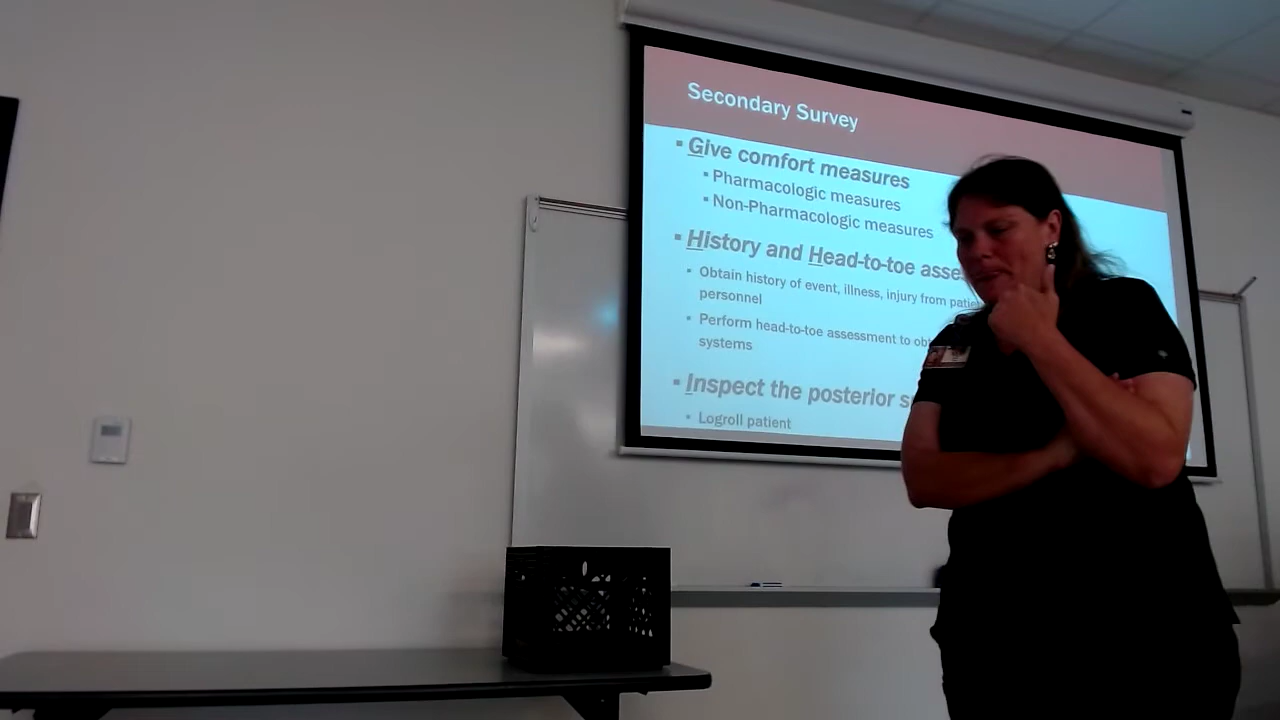 Secondary Survey
▪ Give comfort measures
▪ Pharmacologic measures
▪ Non-Pharmacologic measures
▪ History and Head-to-toe
▪ Obtain history of event, illness, injury from
personnel
▪ Perform head-to-toe assessment to
systems
▪ Inspect the posterior
▪ Logroll patient